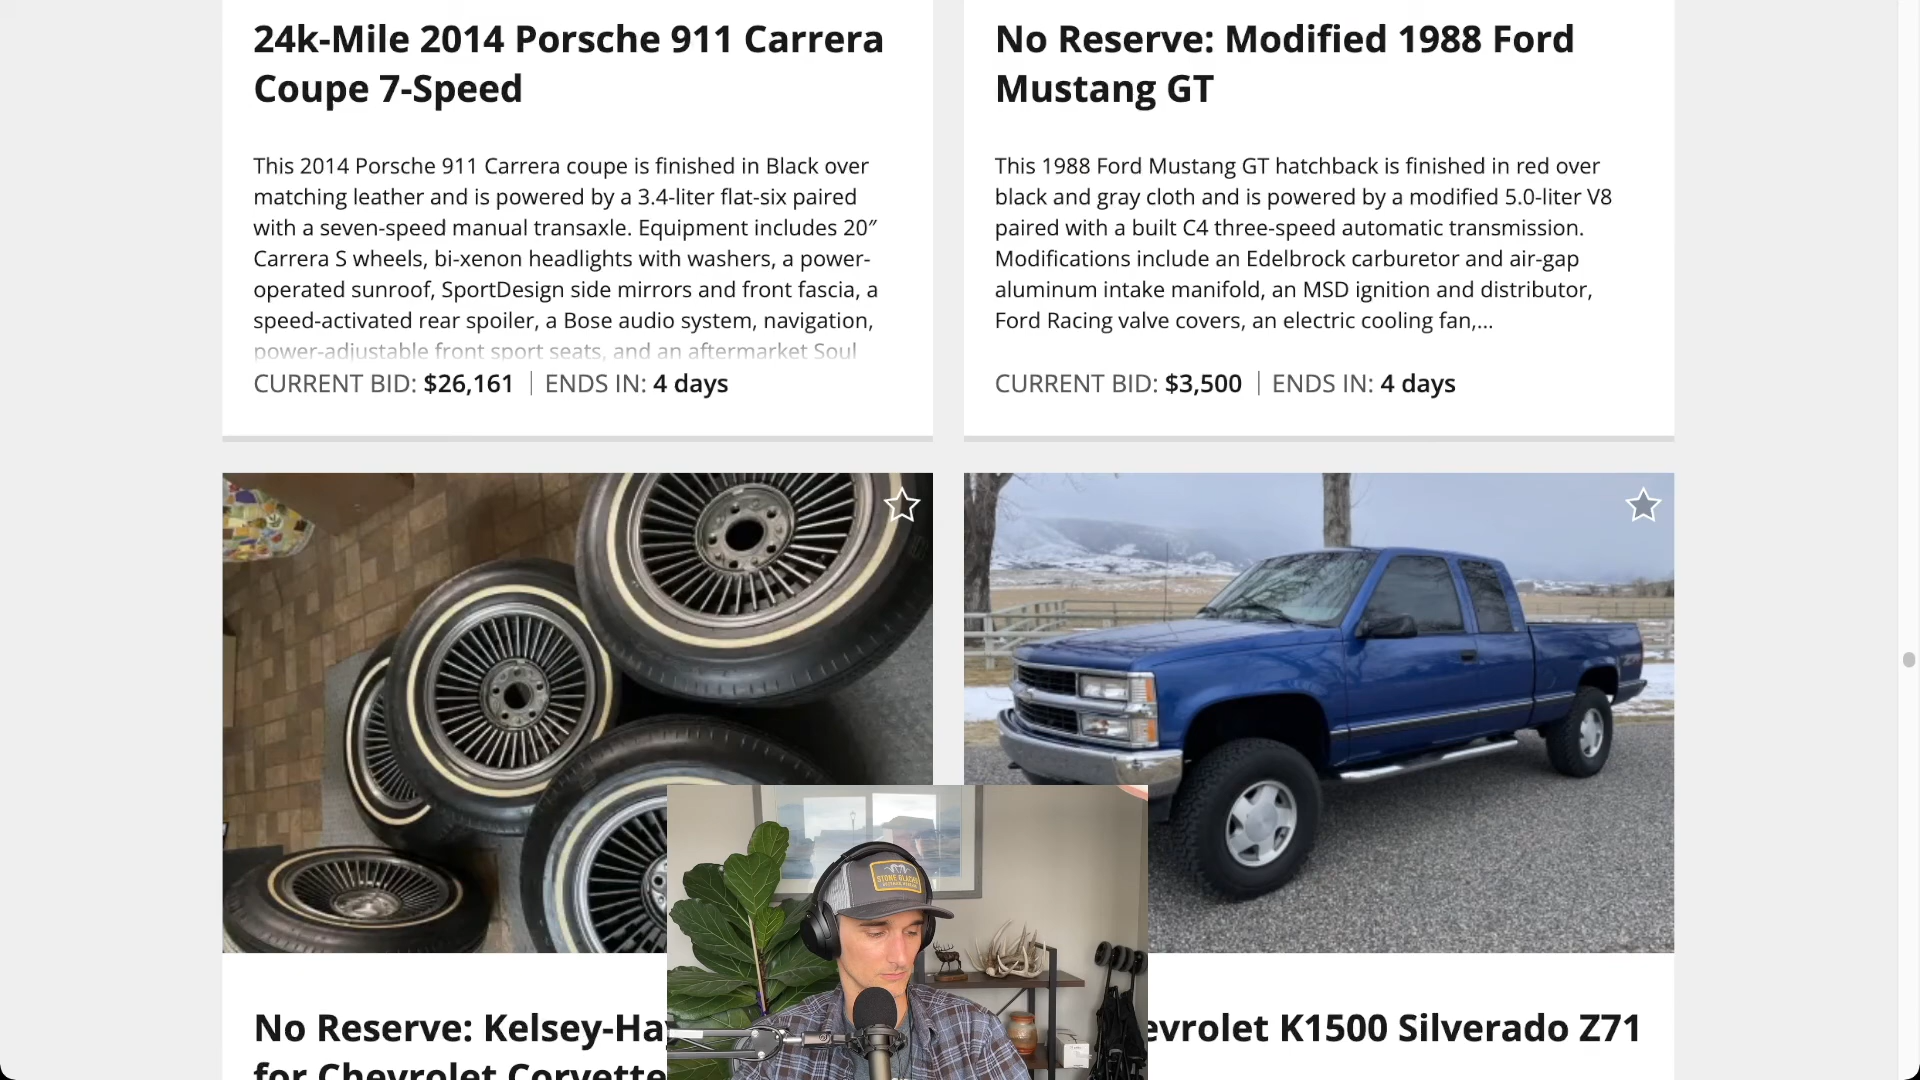 24k-Mile 2014 Porsche 911 Carrera
Coupe 7-Speed
This 2014 Porsche 911 Carrera coupe is finished in Black over
matching leather and is powered by a 3.4-liter flat-six paired
with a seven-speed manual transaxle. Equipment includes 20″
Carrera S wheels, bi-xenon headlights with washers, a power-
operated sunroof, SportDesign side mirrors and front fascia, a
speed-activated rear spoiler, a Bose audio system, navigation,
power-adjustable front sport seats, and an aftermarket Soul
CURRENT BID: $26,161 | ENDS IN: 4 days
No Reserve: Modified 1988 Ford
Mustang GT
This 1988 Ford Mustang GT hatchback is finished in red over
black and gray cloth and is powered by a modified 5.0-liter V8
paired with a built C4 three-speed automatic transmission.
Modifications include an Edelbrock carburetor and air-gap
aluminum intake manifold, an MSD ignition and distributor,
Ford Racing valve covers, an electric cooling fan,...
CURRENT BID: $3,500 | ENDS IN: 4 days
STONE GLACIER
No Reserve: Kelsey-Ha
for Chevrolet Corvette
evrolet K1500 Silverado Z71